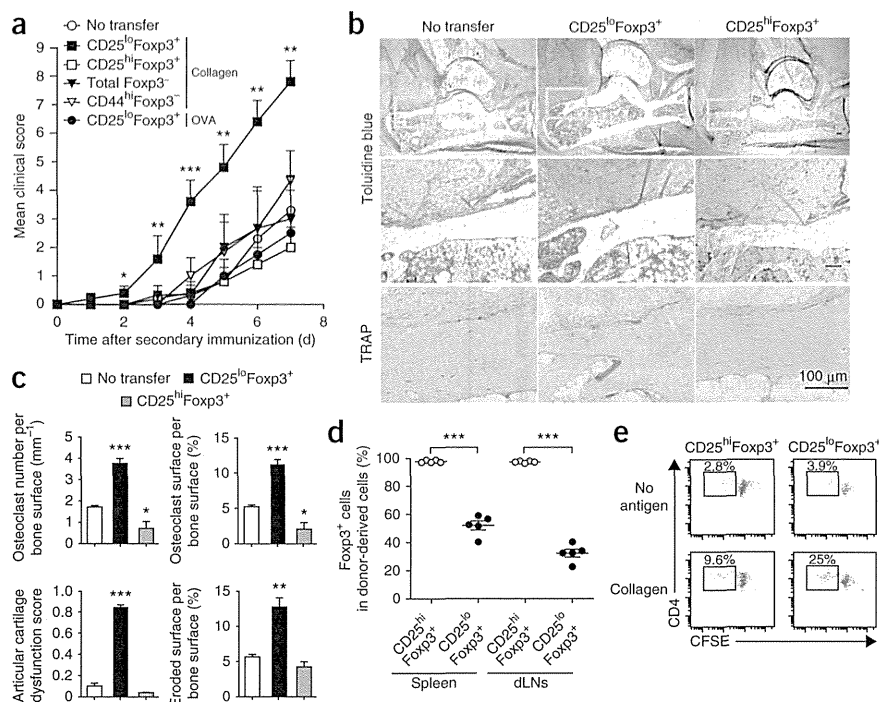 a
No transfer
CD25loFoxp3+
CD25hiFoxp3+
Total Foxp3−
CD44hiFoxp3−
Collagen
CD25loFoxp3+
OVA
9
8
7
6
5
4
3
2
1
0
Mean clinical score
**
**
**
***
**
*
0 2 4 6 8
Time after secondary immunization (d)
b
No transfer CD25loFoxp3+ CD25hiFoxp3+
Toluidine blue
TRAP
100 μm
c
No transfer CD25loFoxp3+
CD25hiFoxp3+
Osteoclast number per
bone surface (mm−1)
4
3
2
1
0
***
*
Osteoclast surface per
bone surface (%)
15
10
5
0
***
*
Articular cartilage
dysfunction score
1.0
0.8
0.6
0.4
0.2
0
***
Eroded surface per
bone surface (%)
15
10
5
0
**
d
*** ***
Foxp3+ cells
in donor-derived cells (%)
100
80
60
40
20
0
CD25hi
Foxp3+
CD25lo
Foxp3+
CD25hi
Foxp3+
CD25lo
Foxp3+
Spleen dLNs
e
CD25hiFoxp3+ CD25loFoxp3+
No
antigen
2.8% 3.9%
Collagen
9.6% 25%
CD4
CFSE